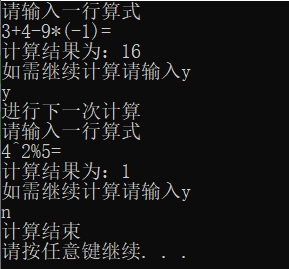 请输入一行算式
3+4-9*(-1)=
计算结果为：16
如需继续计算请输入y
y
进行下一次计算
请输入一行算式
4^2%5=
计算结果为：1
如需继续计算请输入y
n
计算结束
请按任意键继续. . .